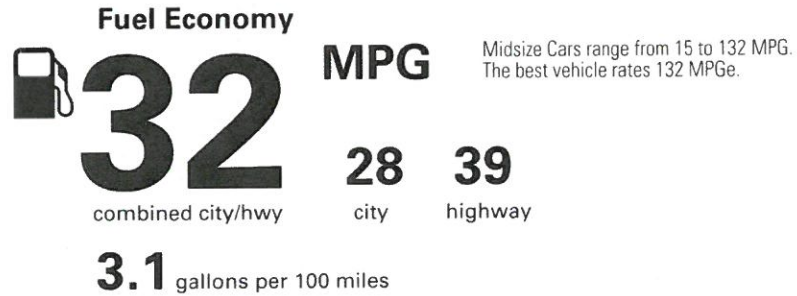 Fuel Economy
32 MPG
Midsize Cars range from 15 to 132 MPG.
The best vehicle rates 132 MPGe.
28 39
combined city/hwy city highway
3.1 gallons per 100 miles